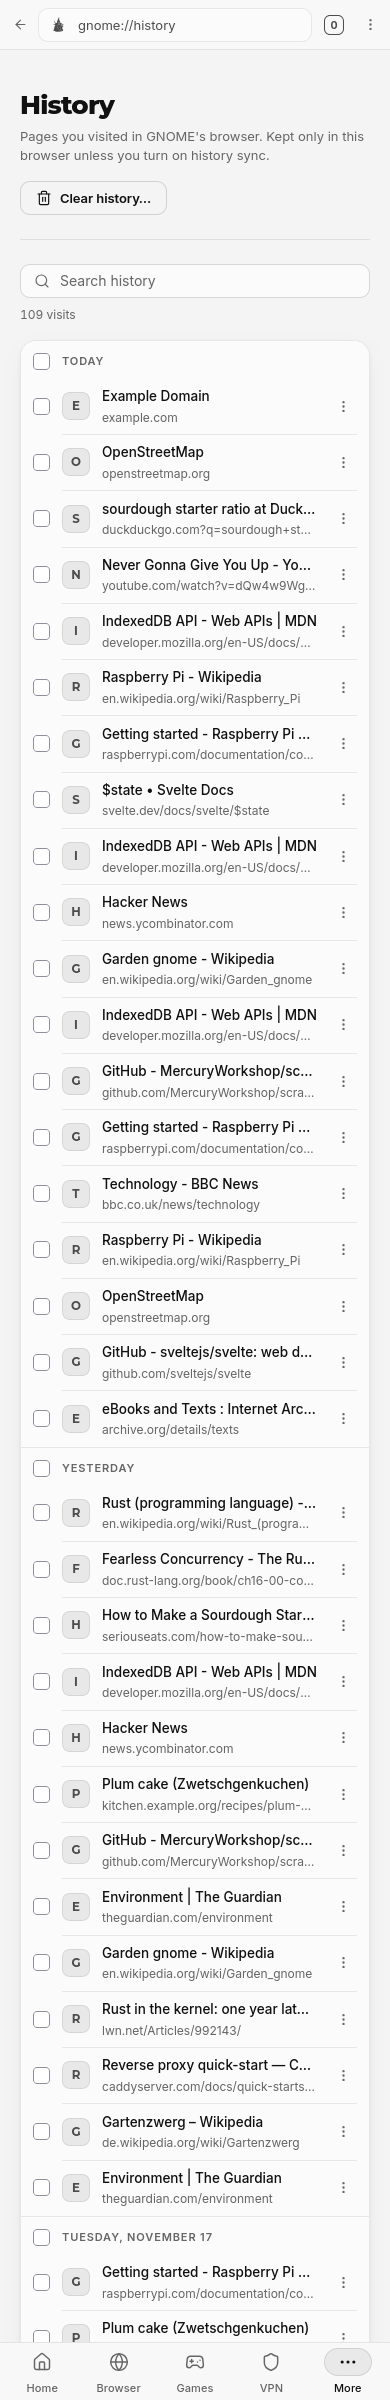 gnome://history
0
History
Pages you visited in GNOME's browser. Kept only in this
browser unless you turn on history sync.
Clear history...
Search history
109 visits
TODAY
E
Example Domain
example.com
O
OpenStreetMap
openstreetmap.org
S
sourdough starter ratio at Duck...
duckduckgo.com?q=sourdough+st...
N
Never Gonna Give You Up - Yo...
youtube.com/watch?v=dQw4w9Wg...
I
IndexedDB API - Web APIs | MDN
developer.mozilla.org/en-US/docs/...
R
Raspberry Pi - Wikipedia
en.wikipedia.org/wiki/Raspberry_Pi
G
Getting started - Raspberry Pi ...
raspberrypi.com/documentation/co...
S
$state • Svelte Docs
svelte.dev/docs/svelte/$state
I
IndexedDB API - Web APIs | MDN
developer.mozilla.org/en-US/docs/...
H
Hacker News
news.ycombinator.com
G
Garden gnome - Wikipedia
en.wikipedia.org/wiki/Garden_gnome
I
IndexedDB API - Web APIs | MDN
developer.mozilla.org/en-US/docs/...
G
GitHub - MercuryWorkshop/sc...
github.com/MercuryWorkshop/scra...
G
Getting started - Raspberry Pi ...
raspberrypi.com/documentation/co...
T
Technology - BBC News
bbc.co.uk/news/technology
R
Raspberry Pi - Wikipedia
en.wikipedia.org/wiki/Raspberry_Pi
O
OpenStreetMap
openstreetmap.org
G
GitHub - sveltejs/svelte: web d...
github.com/sveltejs/svelte
E
eBooks and Texts : Internet Arc...
archive.org/details/texts
YESTERDAY
R
Rust (programming language) -...
en.wikipedia.org/wiki/Rust_(progra...
F
Fearless Concurrency - The Ru...
doc.rust-lang.org/book/ch16-00-co...
H
How to Make a Sourdough Star...
seriouseats.com/how-to-make-sou...
I
IndexedDB API - Web APIs | MDN
developer.mozilla.org/en-US/docs/...
H
Hacker News
news.ycombinator.com
P
Plum cake (Zwetschgenkuchen)
kitchen.example.org/recipes/plum-...
G
GitHub - MercuryWorkshop/sc...
github.com/MercuryWorkshop/scra...
E
Environment | The Guardian
theguardian.com/environment
G
Garden gnome - Wikipedia
en.wikipedia.org/wiki/Garden_gnome
R
Rust in the kernel: one year lat...
lwn.net/Articles/992143/
R
Reverse proxy quick-start — C...
caddyserver.com/docs/quick-starts...
G
Gartenzwerg – Wikipedia
de.wikipedia.org/wiki/Gartenzwerg
E
Environment | The Guardian
theguardian.com/environment
TUESDAY, NOVEMBER 17
G
Getting started - Raspberry Pi ...
raspberrypi.com/documentation/co...
P
Plum cake (Zwetschgenkuchen)
Home
Browser
Games
VPN
More